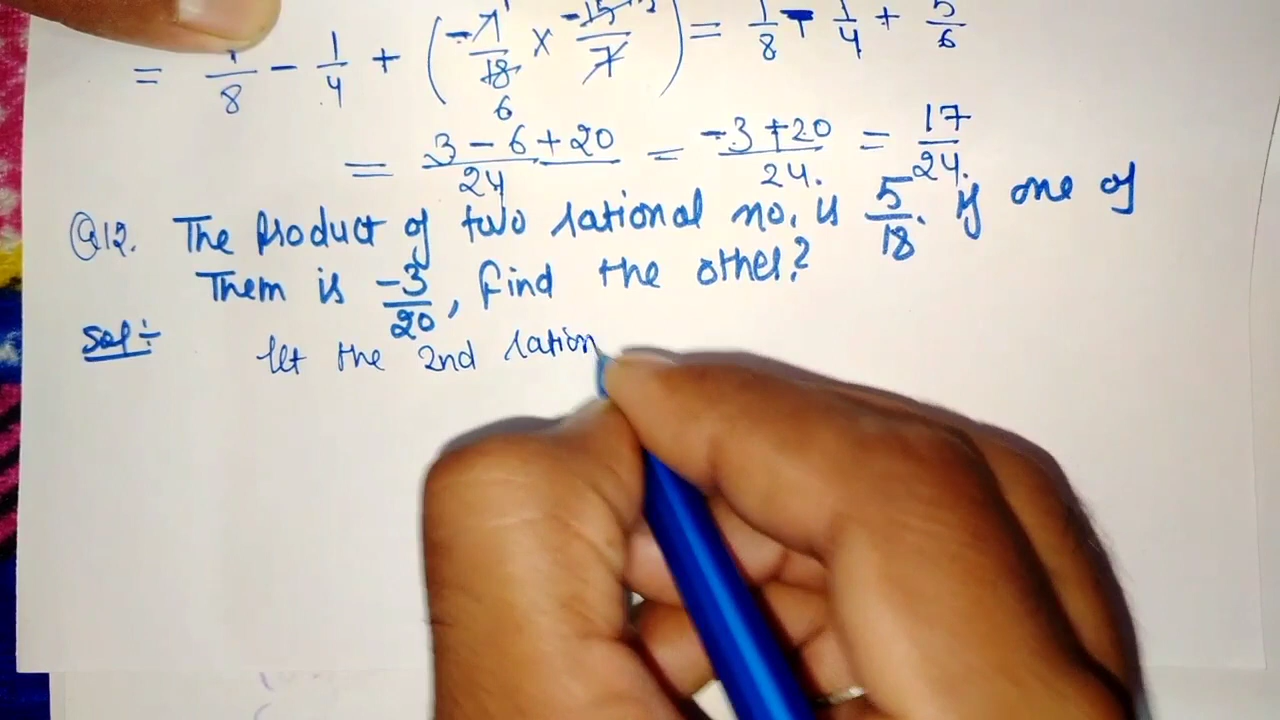 = 1/8 - 1/4 + (-7/18 × -15/7) = 1/8 - 1/4 + 5/6
6
= 3 - 6 + 20/24 = -3 + 20/24. = 17/24.
Q12. The product of two rational no. is 5/18. if one of
Them is -3/20, find the other?
Sol:- let the 2nd ration